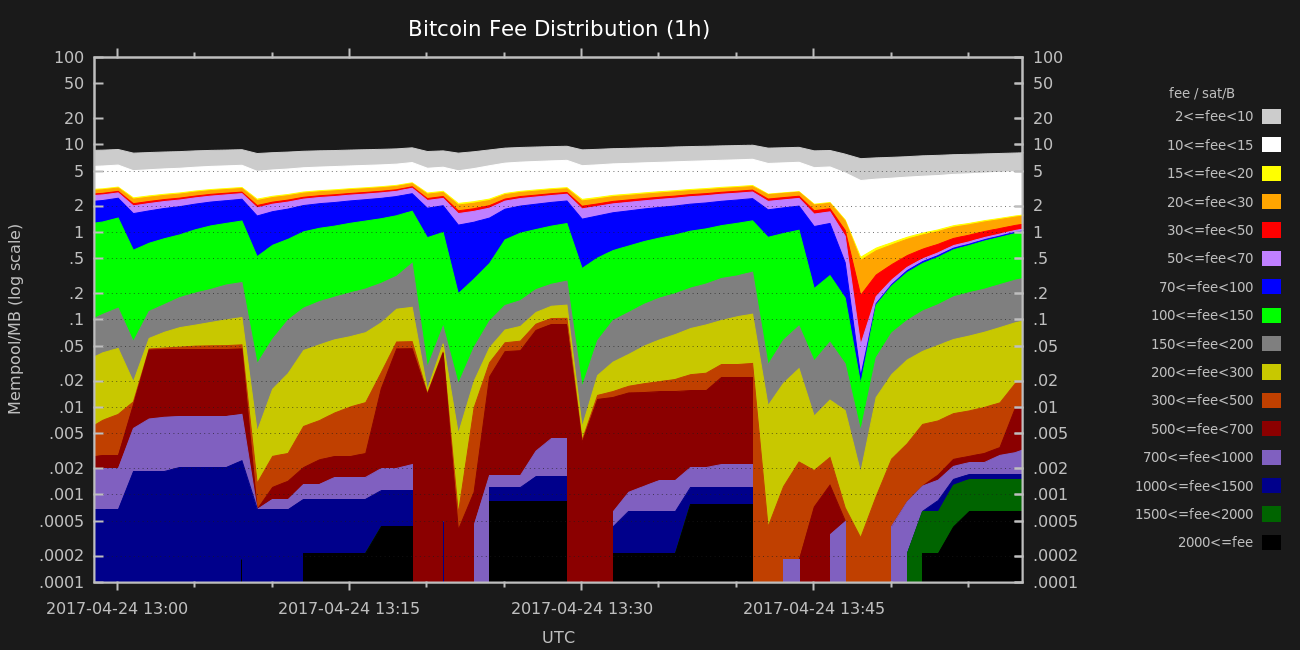 Bitcoin Fee Distribution (1h)
Mempool/MB (log scale)
100
50
20
10
5
2
1
.5
.2
.1
.05
.02
.01
.005
.002
.001
.0005
.0002
.0001
100
50
20
10
5
2
1
.5
.2
.1
.05
.02
.01
.005
.002
.001
.0005
.0002
.0001
2017-04-24 13:00
2017-04-24 13:15
2017-04-24 13:30
2017-04-24 13:45
UTC
fee / sat/B
2<=fee<10
10<=fee<15
15<=fee<20
20<=fee<30
30<=fee<50
50<=fee<70
70<=fee<100
100<=fee<150
150<=fee<200
200<=fee<300
300<=fee<500
500<=fee<700
700<=fee<1000
1000<=fee<1500
1500<=fee<2000
2000<=fee